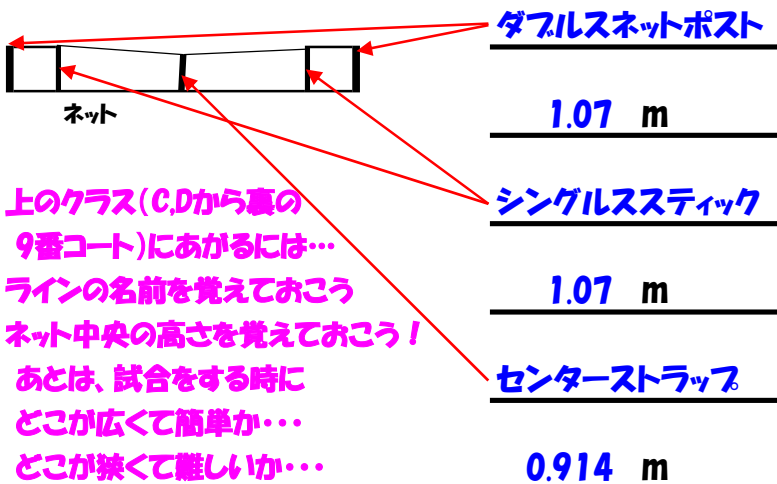 ダブルスネットポスト
1.07 m
シングルススティック
1.07 m
センターストラップ
0.914 m
ネット
上のクラス(C,Dから裏の
9番コート)にあがるには…
ラインの名前を覚えておこう
ネット中央の高さを覚えておこう!
あとは、試合をする時に
どこが広くて簡単か・・・
どこが狭くて難しいか・・・